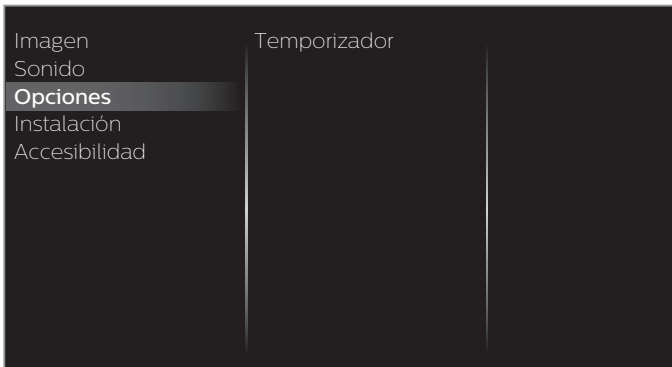 Imagen
Sonido
Opciones
Instalación
Accesibilidad
Temporizador